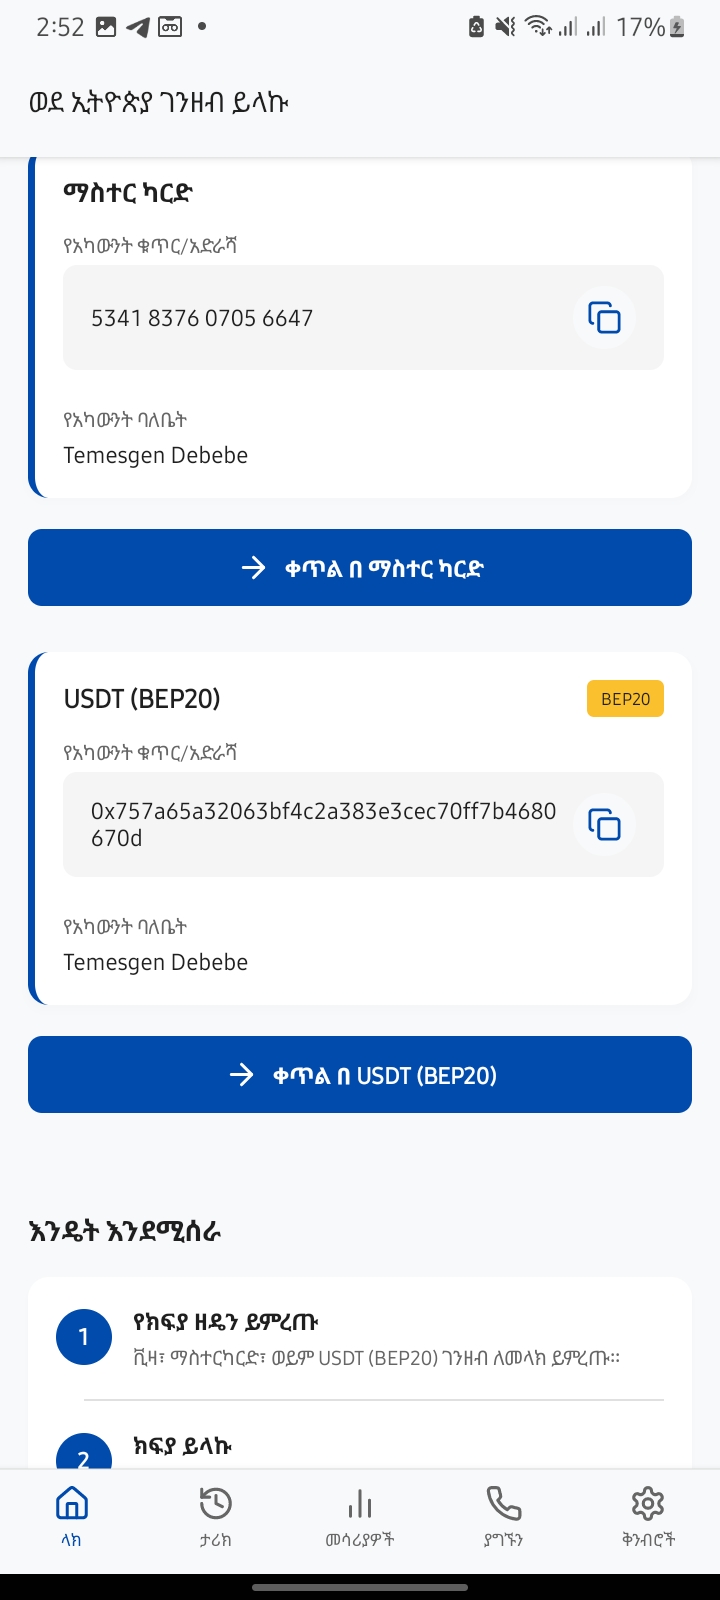 2:52
17%
ወደ ኢትዮጵያ ገንዘብ ይላኩ
ማስተር ካርድ
የአካውንት ቁጥር/አድራሻ
5341 8376 0705 6647
የአካውንት ባለቤት
Temesgen Debebe
ቀጥል በ ማስተር ካርድ
USDT (BEP20)
BEP20
የአካውንት ቁጥር/አድራሻ
0x757a65a32063bf4c2a383e3cec70ff7b4680
670d
የአካውንት ባለቤት
Temesgen Debebe
ቀጥል በ USDT (BEP20)
እንዴት እንደሚሰራ
1
የክፍያ ዘዴን ይምረጡ
ቪዛ፣ ማስተርካርድ፣ ወይም USDT (BEP20) ገንዘብ ለመላክ ይምረጡ።
2
ክፍያ ይላኩ
ላክ
ታሪክ
መሳሪያዎች
ያግኙን
ቅንብሮች